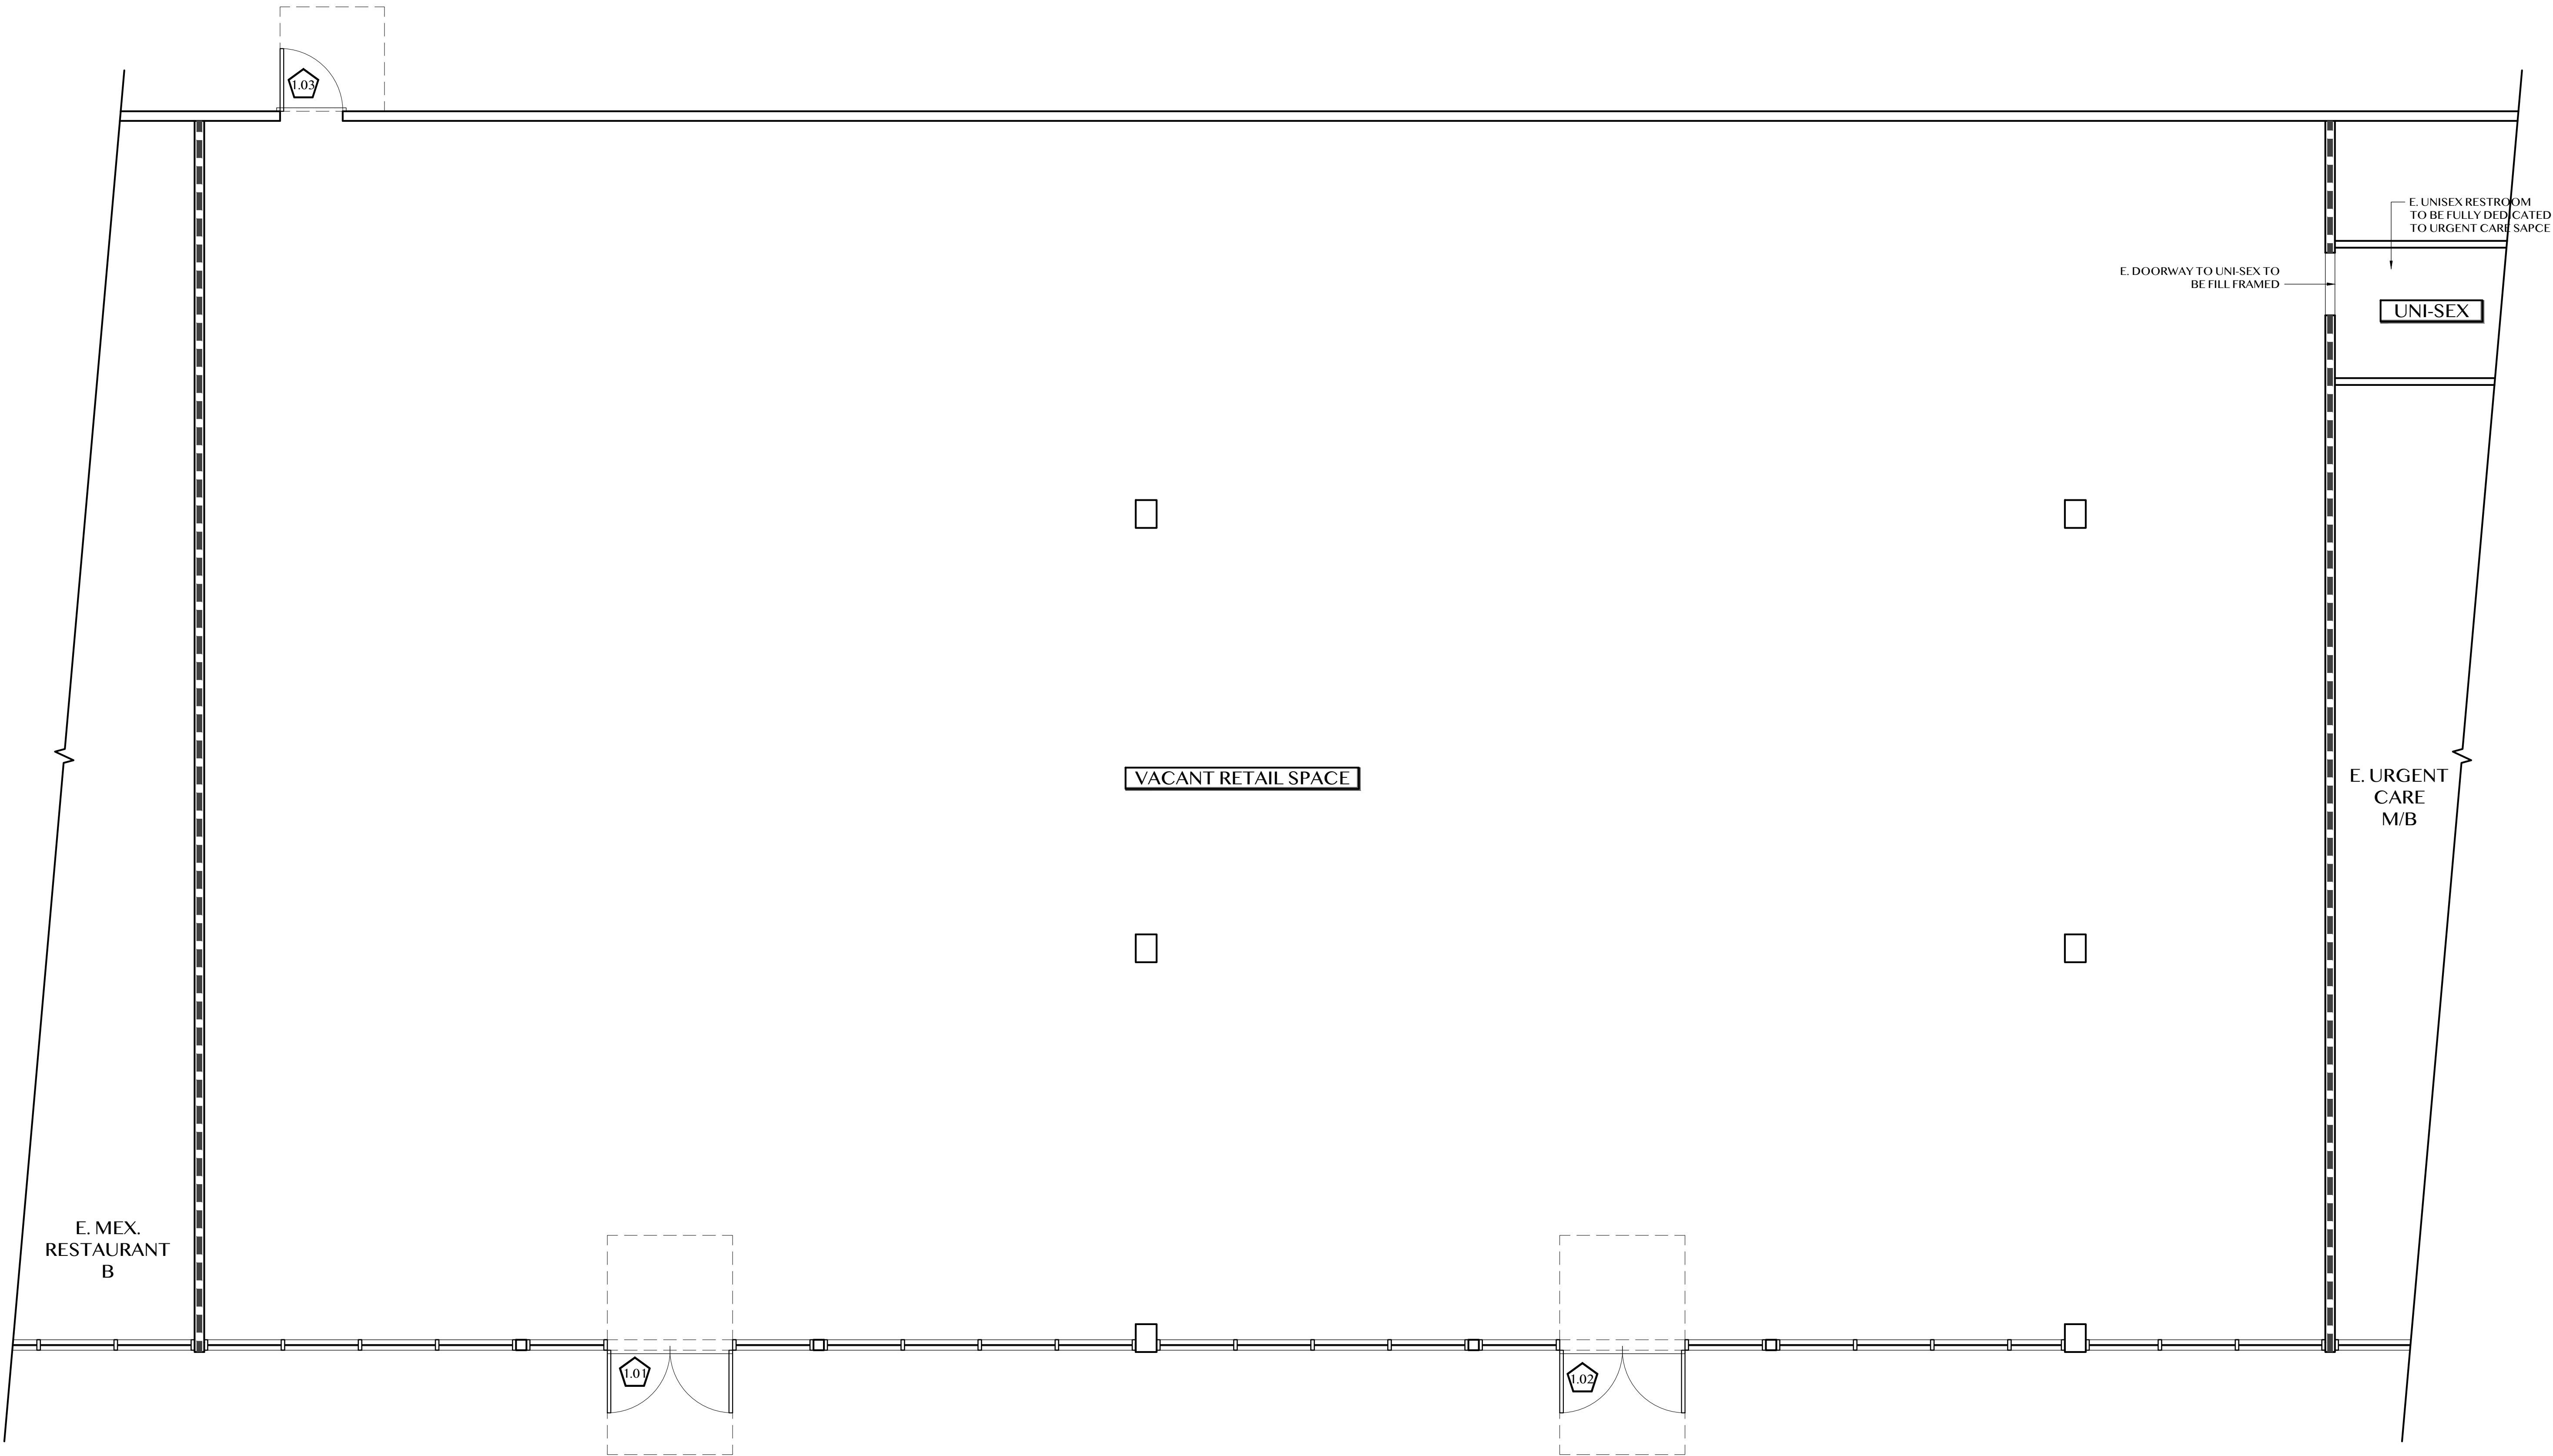 1.03
E. UNISEX RESTROOM
TO BE FULLY DEDICATED
TO URGENT CARE SAPCE
E. DOORWAY TO UNI-SEX TO
BE FILL FRAMED
UNI-SEX
VACANT RETAIL SPACE
E. URGENT
CARE
M/B
E. MEX.
RESTAURANT
B
1.01
1.02